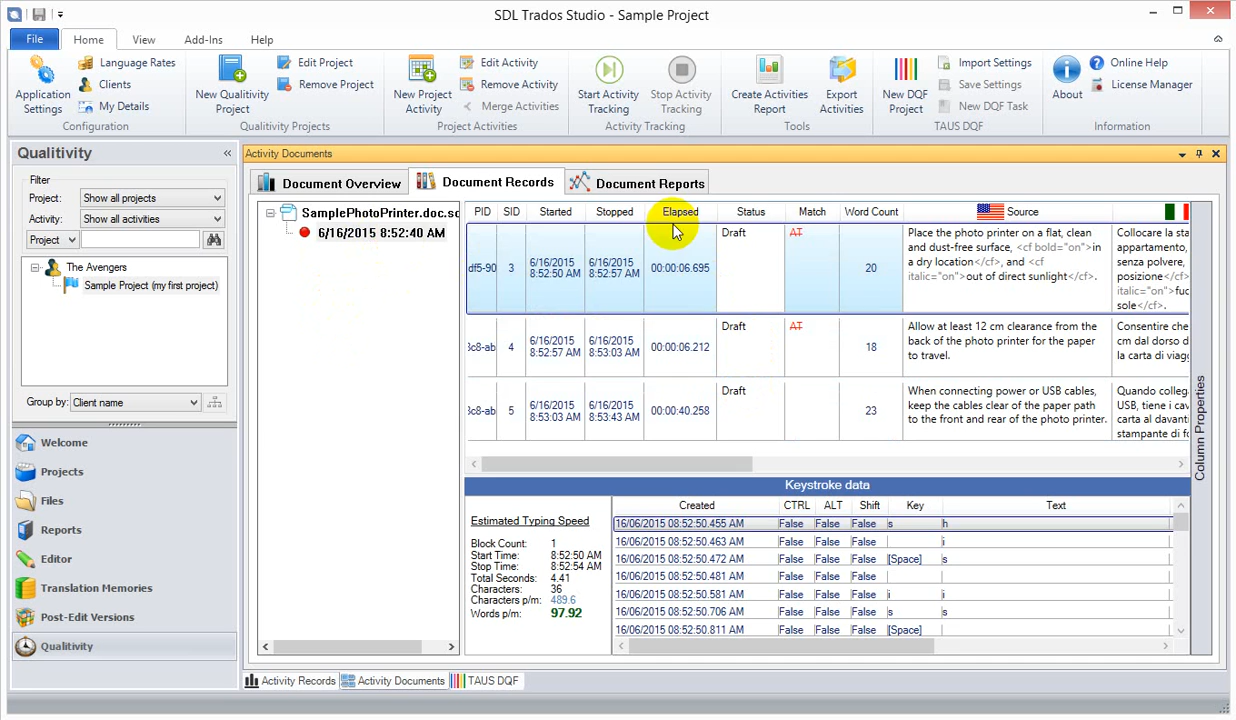 SDL Trados Studio - Sample Project
File
Home
View
Add-Ins
Help
Application
Settings
Language Rates
Clients
My Details
Configuration
New Qualitivity
Project
Edit Project
Remove Project
Qualitivity Projects
New Project
Activity
Edit Activity
Remove Activity
Merge Activities
Project Activities
Start Activity
Tracking
Stop Activity
Tracking
Activity Tracking
Create Activities
Report
Export
Activities
Tools
New DQF
Project
Import Settings
Save Settings
New DQF Task
TAUS DQF
About
Online Help
License Manager
Information
Qualitivity
Filter
Project:
Show all projects
Activity:
Show all activities
Project
The Avengers
Sample Project (my first project)
Group by:
Client name
Welcome
Projects
Files
Reports
Editor
Translation Memories
Post-Edit Versions
Qualitivity
Activity Documents
Document Overview
Document Records
Document Reports
SamplePhotoPrinter.doc.sc
6/16/2015 8:52:40 AM
PID SID Started Stopped Elapsed Status Match Word Count Source
df5-90 3 6/16/2015 8:52:50 AM 6/16/2015 8:52:57 AM 00:00:06.695 Draft AT 20
Place the photo printer on a flat, clean
and dust-free surface, <cf bold="on">in
a dry location</cf>, and <cf
italic="on">out of direct sunlight</cf>.
Collocare la sta
appartamento,
senza polvere,
posizione</cf>
italic="on">fuc
sole</cf>.
3c8-ab 4 6/16/2015 8:52:57 AM 6/16/2015 8:53:03 AM 00:00:06.212 Draft AT 18
Allow at least 12 cm clearance from the
back of the photo printer for the paper
to travel.
Consentire che
cm dal dorso d
la carta di viagg
3c8-ab 5 6/16/2015 8:53:03 AM 6/16/2015 8:53:43 AM 00:00:40.258 Draft 23
When connecting power or USB cables,
keep the cables clear of the paper path
to the front and rear of the photo printer.
Quando colleg
USB, tiene i cav
carta al davanti
stampante di fo
Column Properties
Keystroke data
Estimated Typing Speed
Block Count: 1
Start Time: 8:52:50 AM
Stop Time: 8:52:54 AM
Total Seconds: 4.41
Characters: 36
Characters p/m: 489.6
Words p/m: 97.92
Created CTRL ALT Shift Key Text
16/06/2015 08:52:50.455 AM False False False s h
16/06/2015 08:52:50.463 AM False False False i
16/06/2015 08:52:50.472 AM False False False [Space] s
16/06/2015 08:52:50.481 AM False False False
16/06/2015 08:52:50.581 AM False False False i i
16/06/2015 08:52:50.706 AM False False False s s
16/06/2015 08:52:50.811 AM False False False [Space]
Activity Records
Activity Documents
TAUS DQF